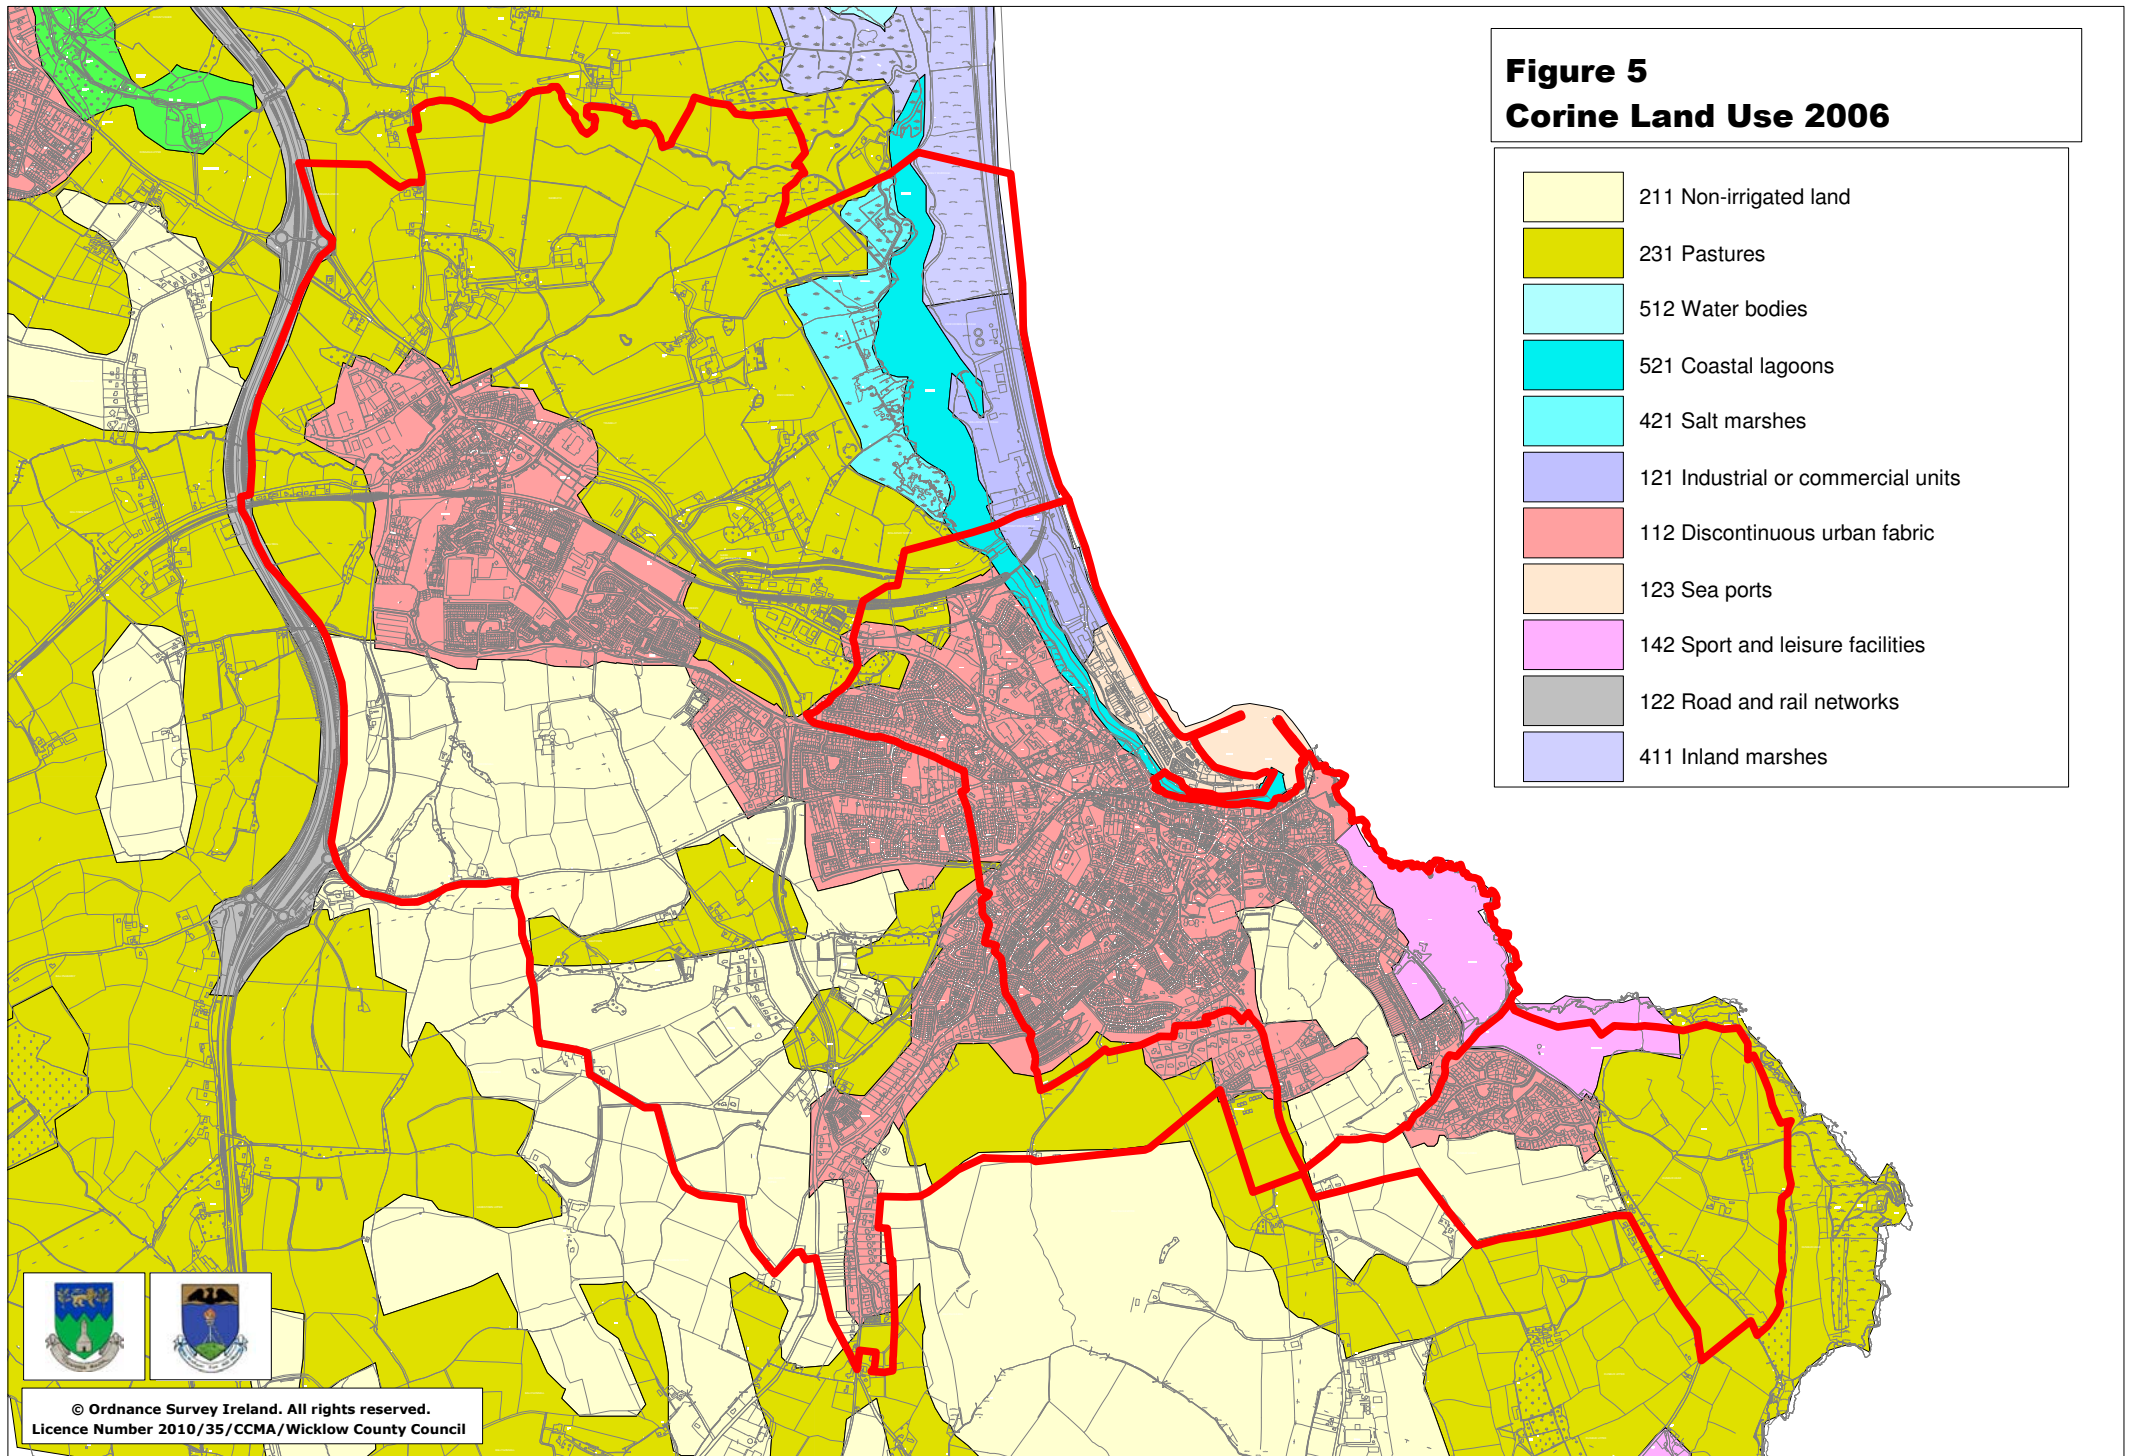 Figure 5
Corine Land Use 2006
211 Non-irrigated land
231 Pastures
512 Water bodies
521 Coastal lagoons
421 Salt marshes
121 Industrial or commercial units
112 Discontinuous urban fabric
123 Sea ports
142 Sport and leisure facilities
122 Road and rail networks
411 Inland marshes
© Ordnance Survey Ireland. All rights reserved.
Licence Number 2010/35/CCMA/Wicklow County Council